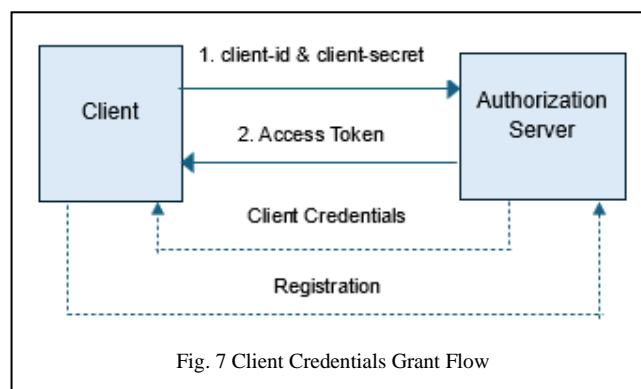 1. client-id & client-secret
Client
Authorization
Server
2. Access Token
Client Credentials
Registration
Fig. 7 Client Credentials Grant Flow